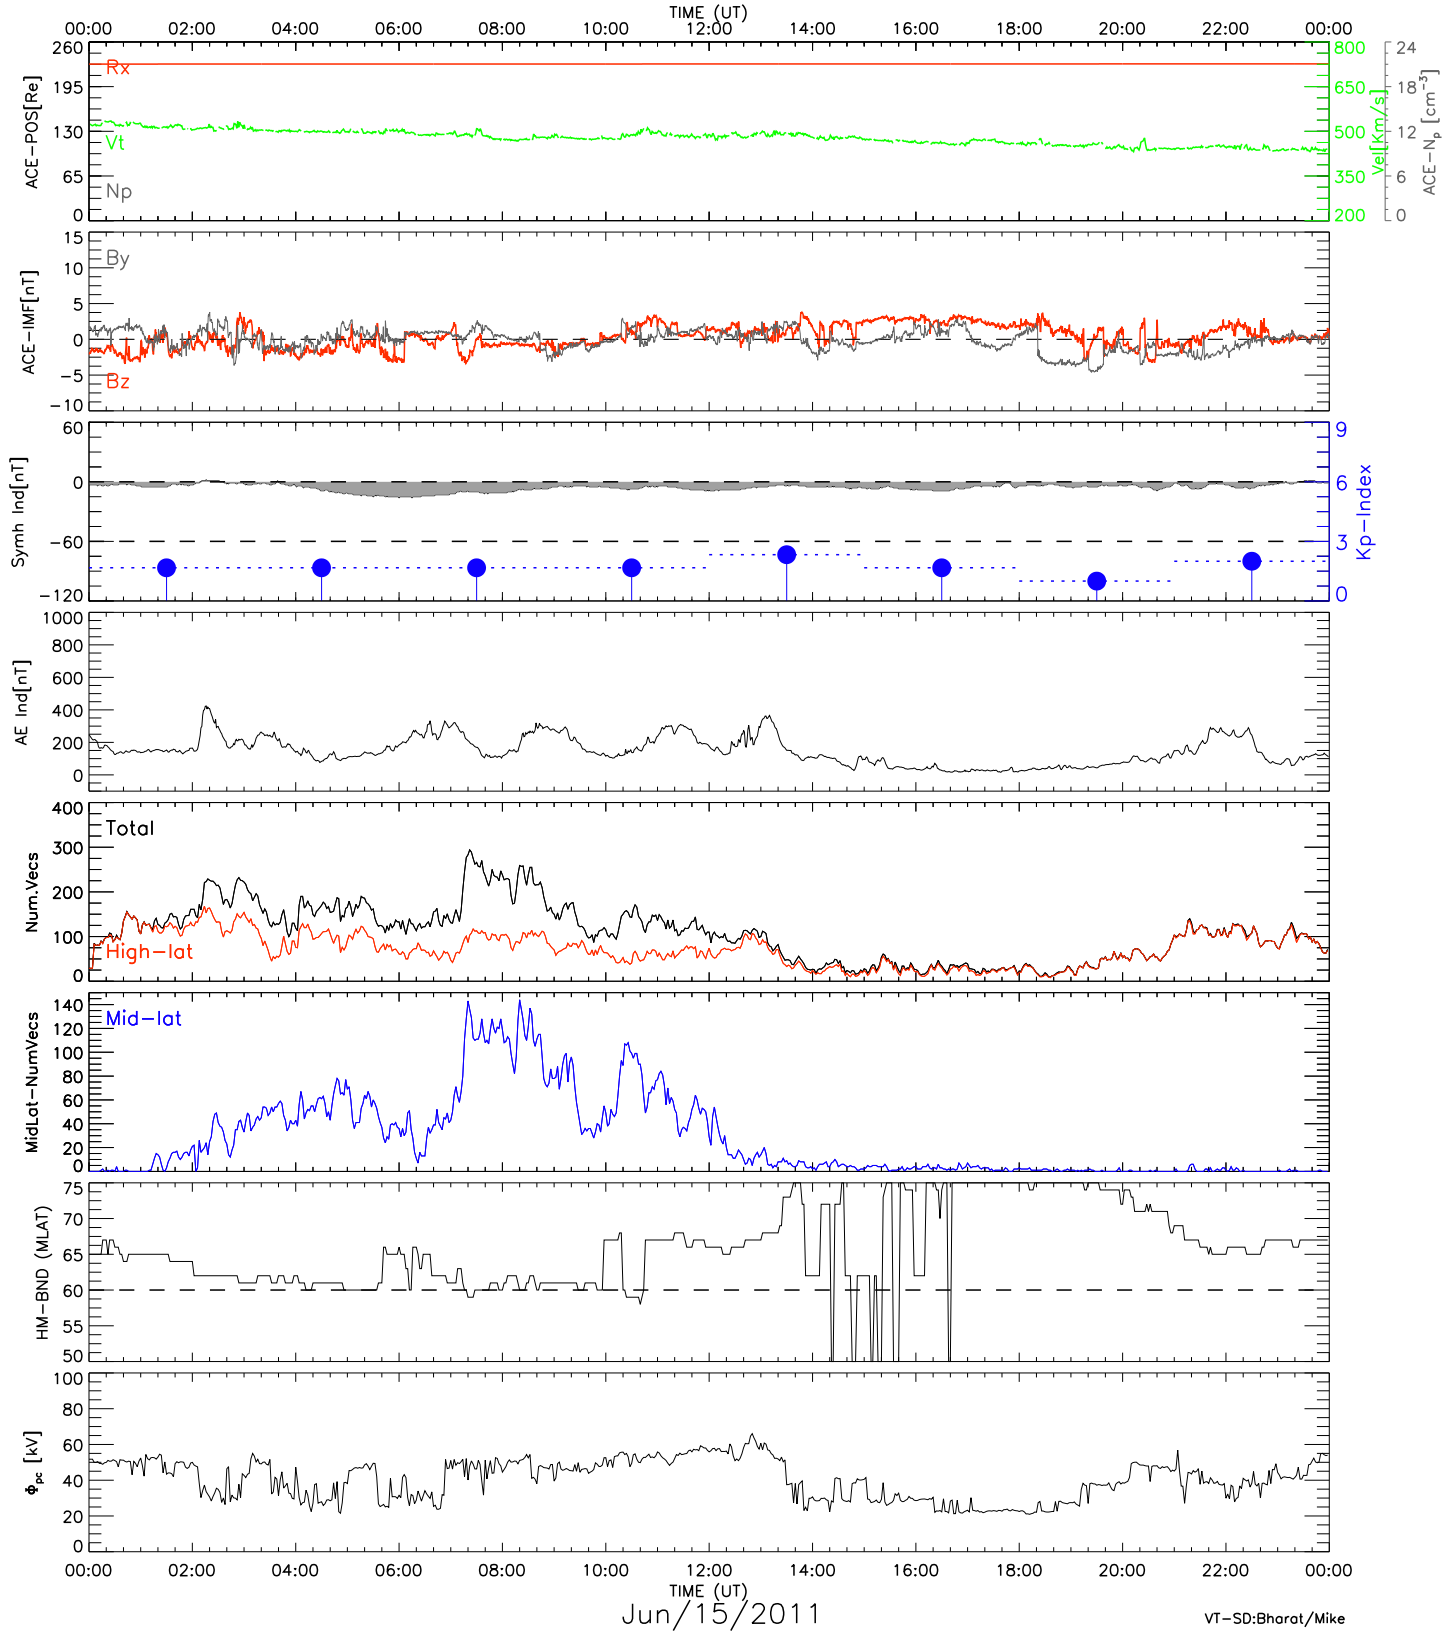 TIME (UT)
00:00 02:00 04:00 06:00 08:00 10:00 12:00 14:00 16:00 18:00 20:00 22:00 00:00
ACE-POS[Re]
260
195
130
65
0
Rx
Vt
Np
800
650
500
350
200
Vel[Km/s]
24
18
12
6
0
ACE-Np [cm-3]
ACE-IMF[nT]
15
10
5
0
-5
-10
By
Bz
Symh Ind[nT]
60
0
-60
-120
9
6
3
0
Kp-Index
AE Ind[nT]
1000
800
600
400
200
0
Num.Vecs
400
300
200
100
0
Total
High-lat
MidLat-NumVecs
140
120
100
80
60
40
20
0
Mid-lat
HM-BND (MLAT)
75
70
65
60
55
50
Φpc [kV]
100
80
60
40
20
0
00:00 02:00 04:00 06:00 08:00 10:00 12:00 14:00 16:00 18:00 20:00 22:00 00:00
TIME (UT)
Jun/15/2011
VT-SD:Bharat/Mike